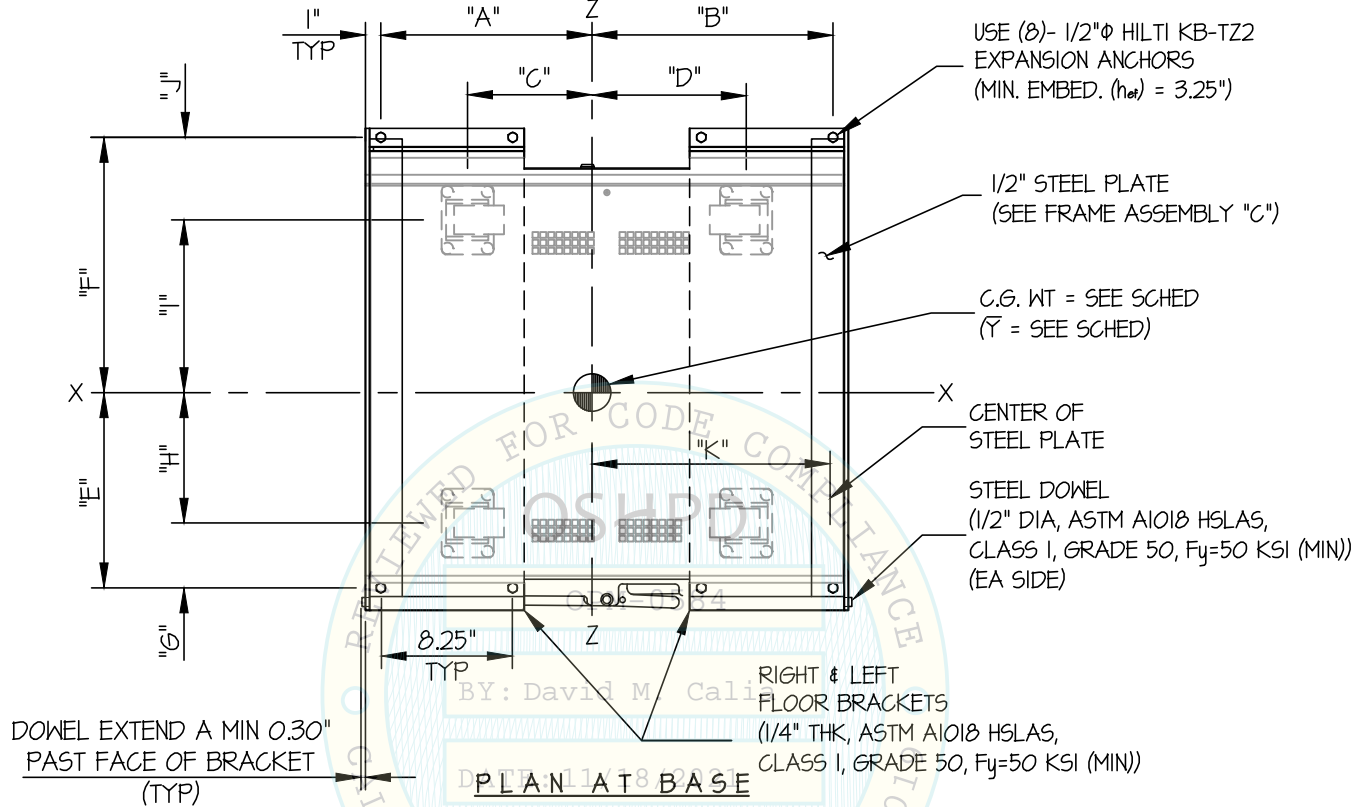 1"
TYP
"A"
Z
"B"
"C"
"D"
"J"
USE (8)- 1/2"Φ HILTI KB-TZ2
EXPANSION ANCHORS
(MIN. EMBED. (hef) = 3.25")
1/2" STEEL PLATE
(SEE FRAME ASSEMBLY "C")
"F"
"I"
C.G. WT = SEE SCHED
(Y̅ = SEE SCHED)
X
X
CENTER OF
STEEL PLATE
"K"
"H"
"E"
STEEL DOWEL
(1/2" DIA, ASTM A1018 HSLAS,
CLASS 1, GRADE 50, Fy=50 KSI (MIN))
(EA SIDE)
REVIEWED FOR CODE COMPLIANCE
OSHPD
"G"
8.25"
TYP
Z
BY: David M. Calia
RIGHT & LEFT
FLOOR BRACKETS
(1/4" THK, ASTM A1018 HSLAS,
CLASS 1, GRADE 50, Fy=50 KSI (MIN))
DOWEL EXTEND A MIN 0.30"
PAST FACE OF BRACKET
(TYP)
DATE: 11/18/2021
PLAN AT BASE